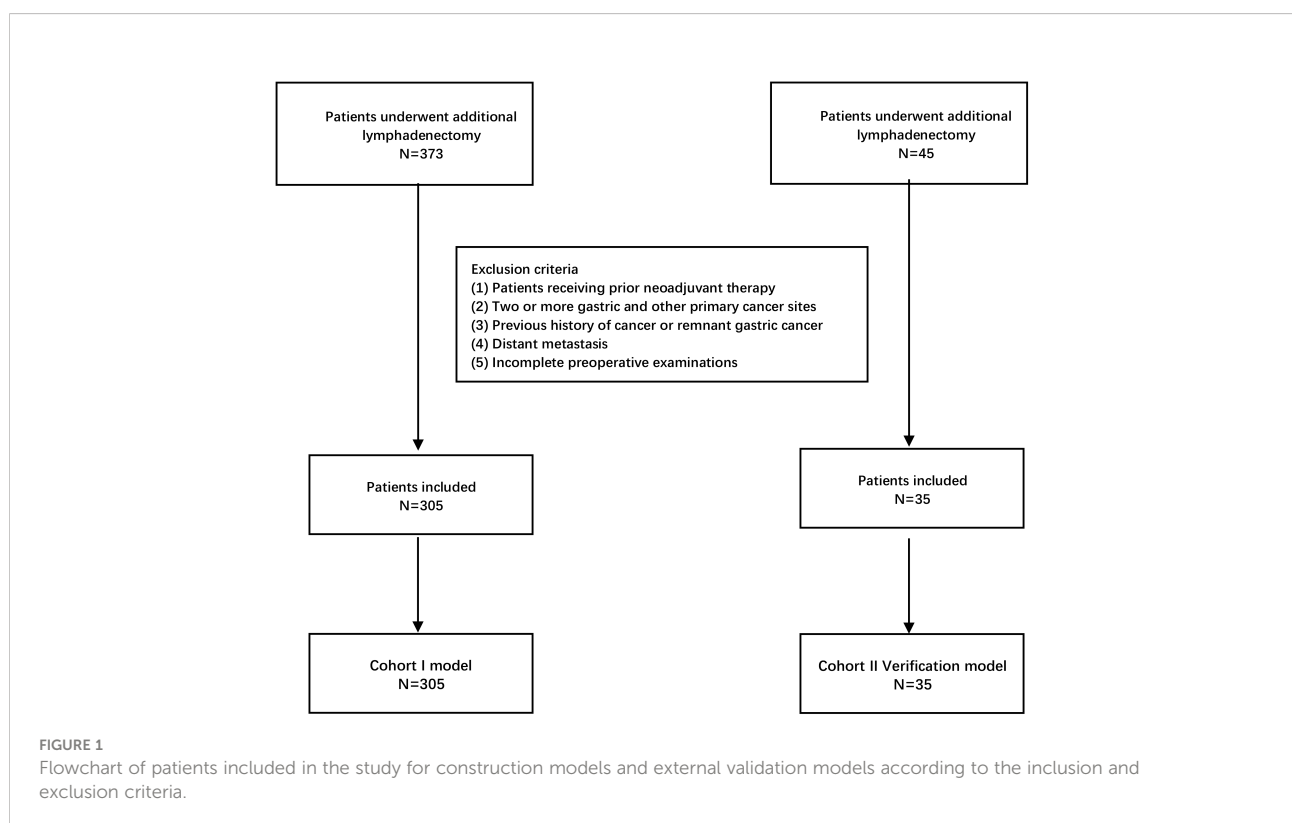 Patients underwent additional
lymphadenectomy
N=373
Patients underwent additional
lymphadenectomy
N=45
Exclusion criteria
(1) Patients receiving prior neoadjuvant therapy
(2) Two or more gastric and other primary cancer sites
(3) Previous history of cancer or remnant gastric cancer
(4) Distant metastasis
(5) Incomplete preoperative examinations
Patients included
N=305
Patients included
N=35
Cohort I model
N=305
Cohort II Verification model
N=35
FIGURE 1
Flowchart of patients included in the study for construction models and external validation models according to the inclusion and
exclusion criteria.